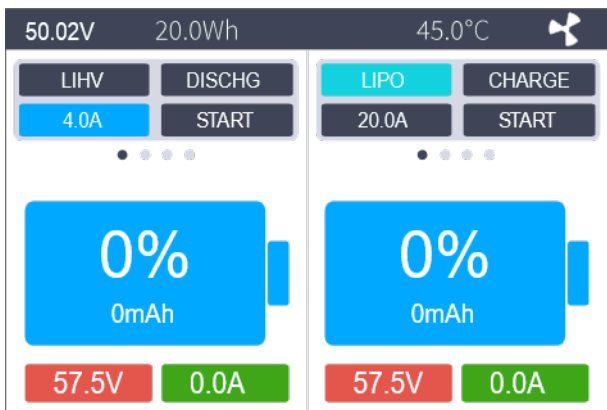 50.02V 20.0Wh 45.0°C
LIHV DISCHG LIPO CHARGE
4.0A START 20.0A START
0% 0%
0mAh 0mAh
57.5V 0.0A 57.5V 0.0A